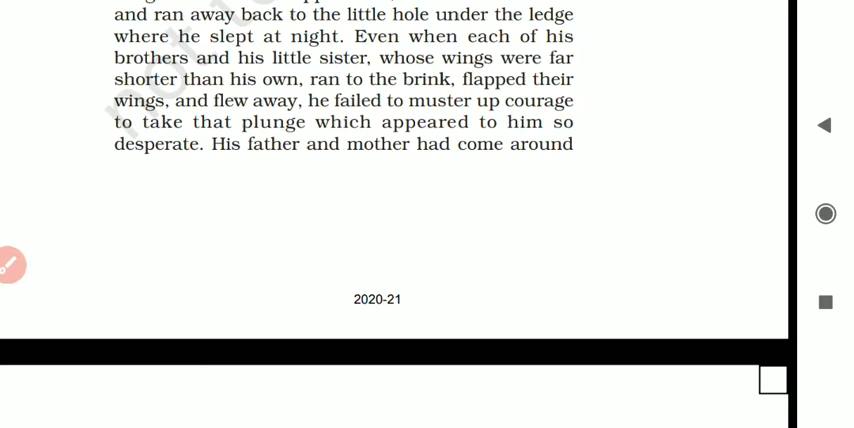 and ran away back to the little hole under the ledge
where he slept at night. Even when each of his
brothers and his little sister, whose wings were far
shorter than his own, ran to the brink, flapped their
wings, and flew away, he failed to muster up courage
to take that plunge which appeared to him so
desperate. His father and mother had come around
2020-21